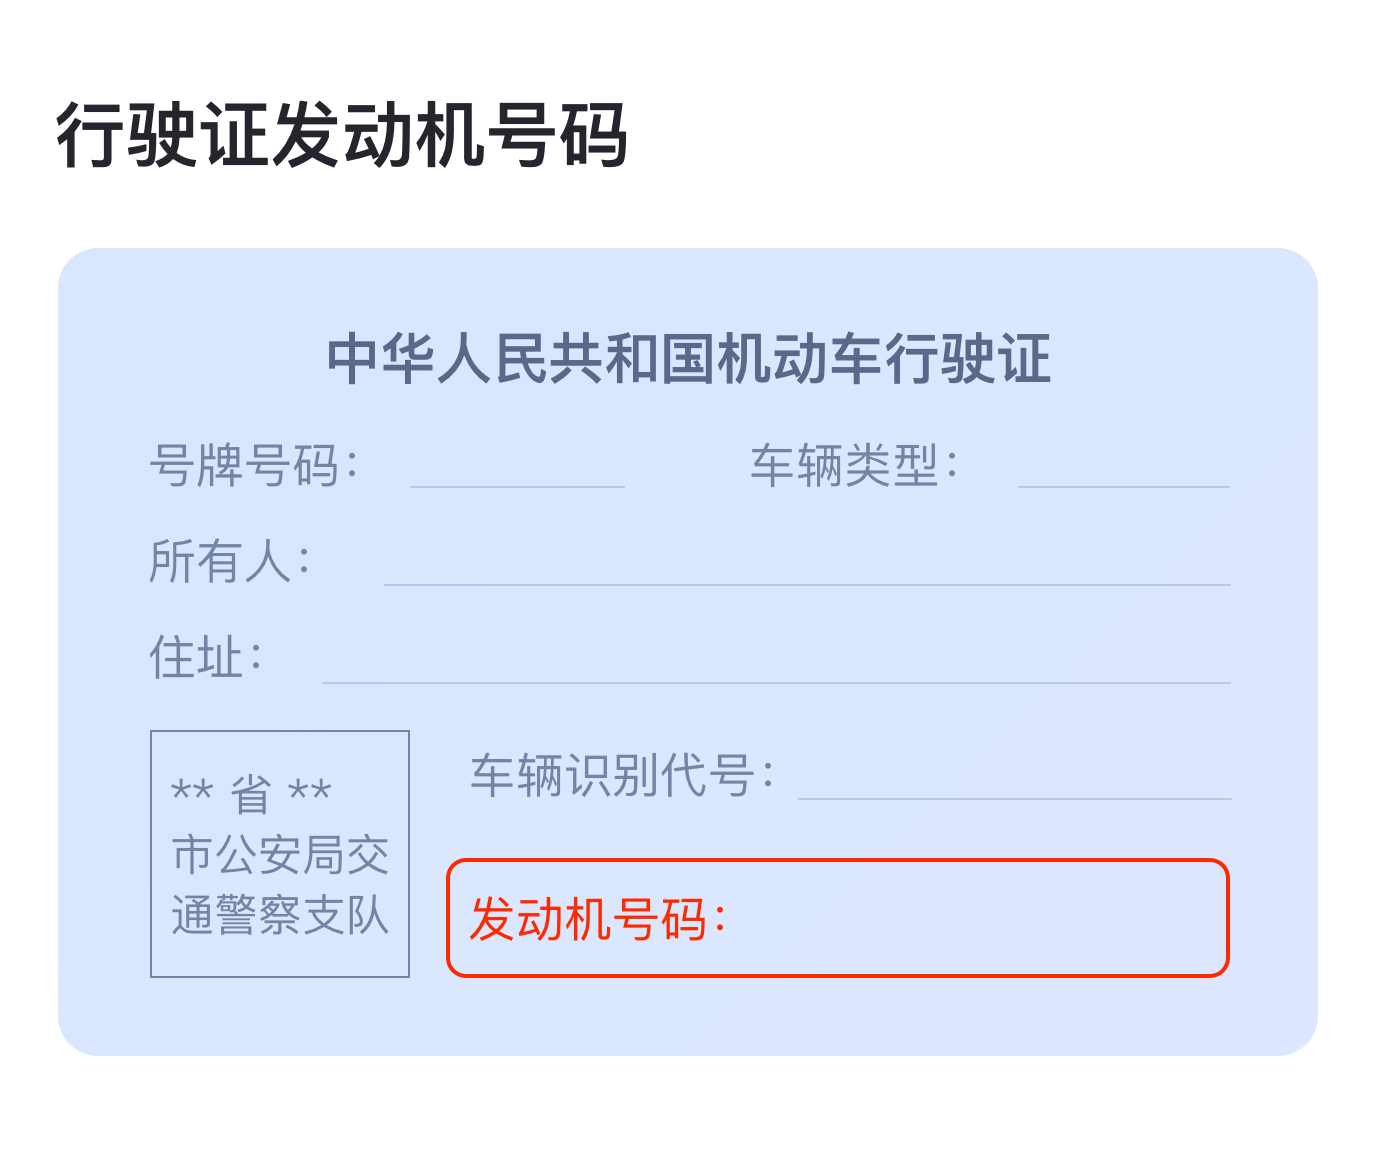 行驶证发动机号码
中华人民共和国机动车行驶证
号牌号码： 车辆类型：
所有人：
住址：
** 省 **
市公安局交
通警察支队
车辆识别代号：
发动机号码：